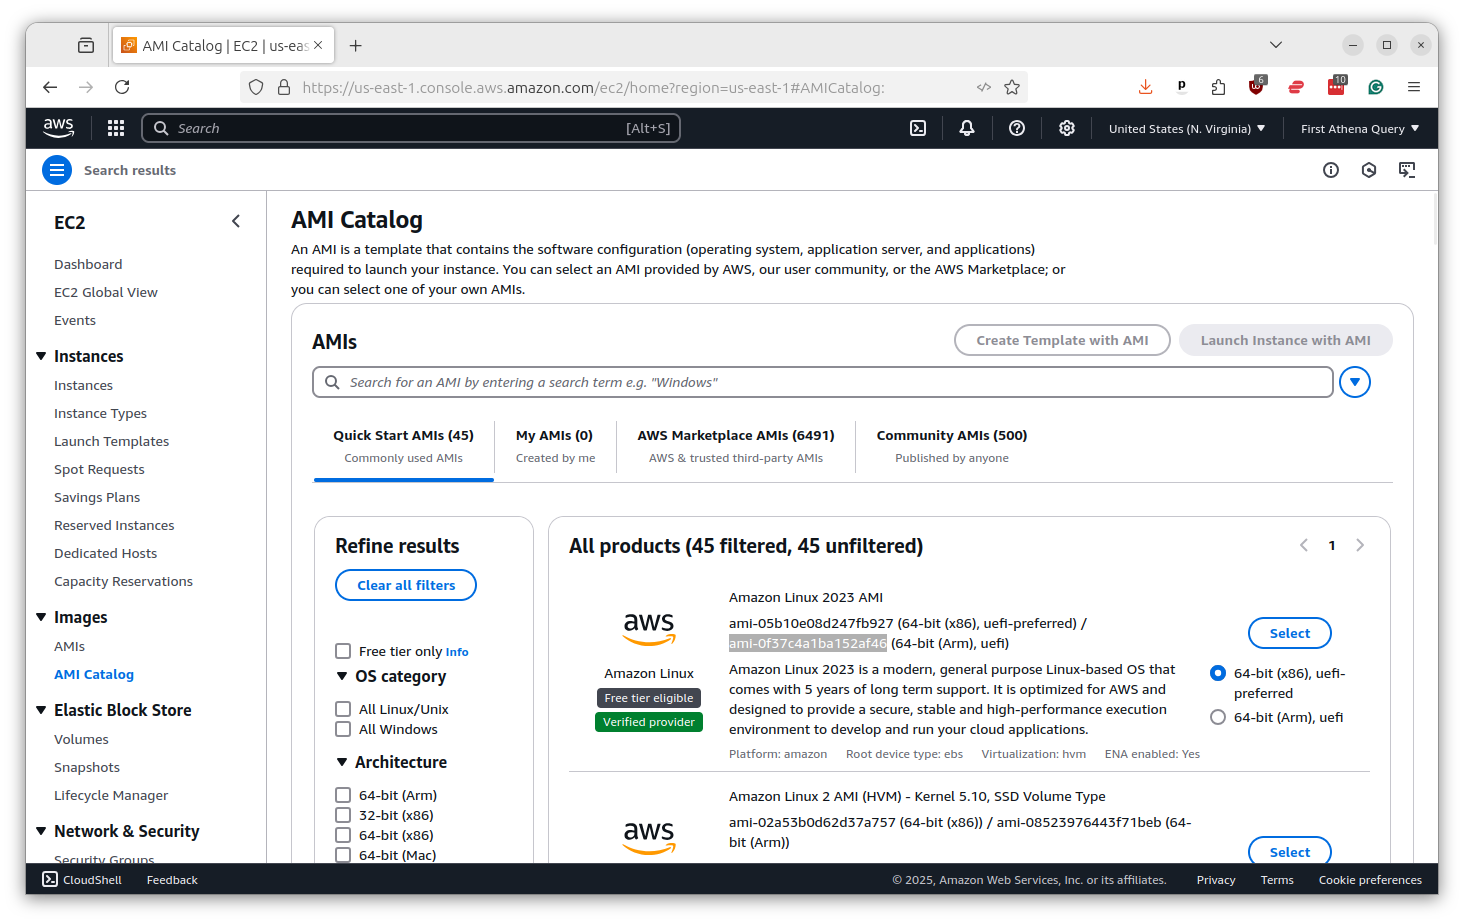 AMI Catalog | EC2 | us-eas
https://us-east-1.console.aws.amazon.com/ec2/home?region=us-east-1#AMICatalog:
p
6
10
aws
Search
[Alt+S]
United States (N. Virginia)
First Athena Query
Search results
EC2
Dashboard
EC2 Global View
Events
Instances
Instances
Instance Types
Launch Templates
Spot Requests
Savings Plans
Reserved Instances
Dedicated Hosts
Capacity Reservations
Images
AMIs
AMI Catalog
Elastic Block Store
Volumes
Snapshots
Lifecycle Manager
Network & Security
Security Groups
AMI Catalog
An AMI is a template that contains the software configuration (operating system, application server, and applications)
required to launch your instance. You can select an AMI provided by AWS, our user community, or the AWS Marketplace; or
you can select one of your own AMIs.
AMIs
Create Template with AMI
Launch Instance with AMI
Search for an AMI by entering a search term e.g. "Windows"
Quick Start AMIs (45)
Commonly used AMIs
My AMIs (0)
Created by me
AWS Marketplace AMIs (6491)
AWS & trusted third-party AMIs
Community AMIs (500)
Published by anyone
Refine results
Clear all filters
Free tier only Info
OS category
All Linux/Unix
All Windows
Architecture
64-bit (Arm)
32-bit (x86)
64-bit (x86)
64-bit (Mac)
All products (45 filtered, 45 unfiltered)
1
aws
Amazon Linux
Free tier eligible
Verified provider
Amazon Linux 2023 AMI
ami-05b10e08d247fb927 (64-bit (x86), uefi-preferred) /
ami-0f37c4a1ba152af46 (64-bit (Arm), uefi)
Amazon Linux 2023 is a modern, general purpose Linux-based OS that
comes with 5 years of long term support. It is optimized for AWS and
designed to provide a secure, stable and high-performance execution
environment to develop and run your cloud applications.
Platform: amazon
Root device type: ebs
Virtualization: hvm
ENA enabled: Yes
Select
64-bit (x86), uefi-
preferred
64-bit (Arm), uefi
aws
Amazon Linux 2 AMI (HVM) - Kernel 5.10, SSD Volume Type
ami-02a53b0d62d37a757 (64-bit (x86)) / ami-08523976443f71beb (64-
bit (Arm))
Select
CloudShell
Feedback
© 2025, Amazon Web Services, Inc. or its affiliates.
Privacy
Terms
Cookie preferences